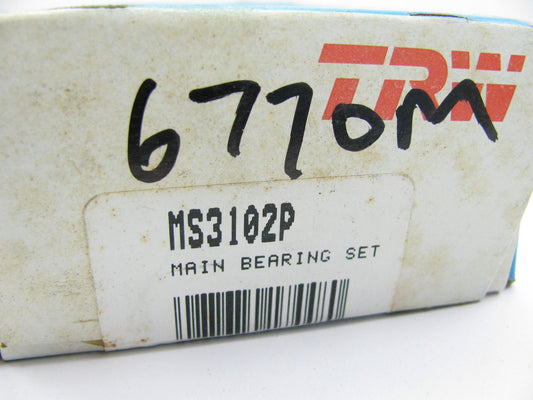 TRW
6770M
MS3102P
MAIN BEARING SET